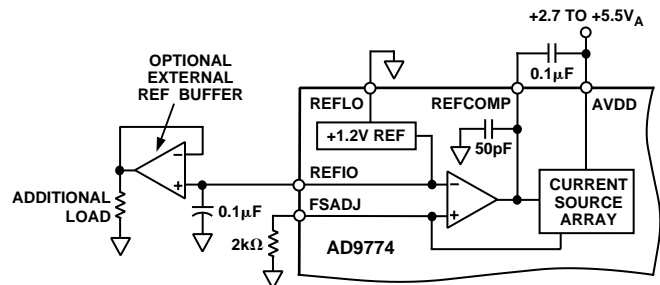 +2.7 TO +5.5VA
OPTIONAL
EXTERNAL
REF BUFFER
0.1µF
REFLO
REFCOMP
AVDD
+1.2V REF
50pF
REFIO
–
+
–
+
CURRENT
SOURCE
ARRAY
ADDITIONAL
LOAD
0.1µF
FSADJ
2kΩ
AD9774